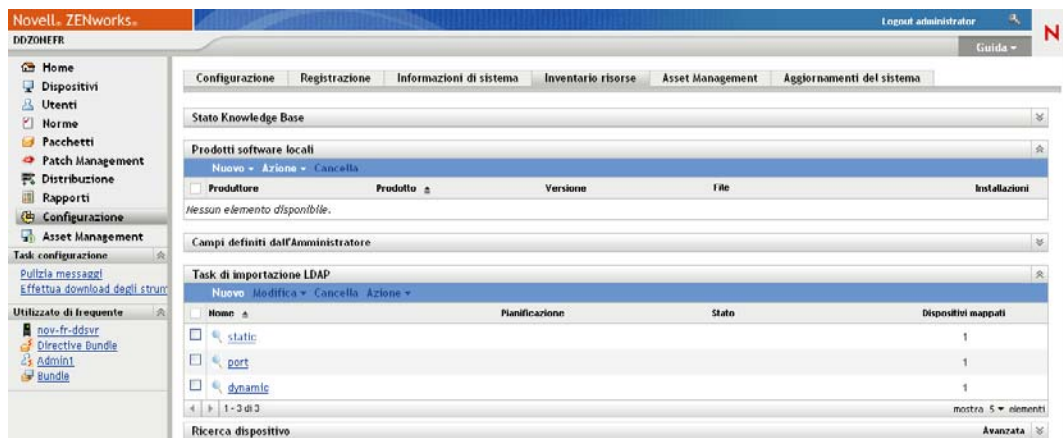 Novell® ZENworks®
Logout administrator
N
DDZONEFR
Guida
Home
Dispositivi
Utenti
Norme
Pacchetti
Patch Management
Distribuzione
Rapporti
Configurazione
Asset Management
Task configurazione
Pulizia messaggi
Effettua download degli strum
Utilizzato di frequente
nov-fr-ddsvr
Directive Bundle
Admin1
Bundle
Configurazione Registrazione Informazioni di sistema Inventario risorse Asset Management Aggiornamenti del sistema
Stato Knowledge Base
Prodotti software locali
Nuovo Azione Cancella
Produttore Prodotto Versione File Installazioni
Nessun elemento disponibile.
Campi definiti dall'Amministratore
Task di importazione LDAP
Nuovo Modifica Cancella Azione
Nome Pianificazione Stato Dispositivi mappati
static 1
port 1
dynamic 1
1 - 3 di 3 mostra 5 elementi
Ricerca dispositivo Avanzata